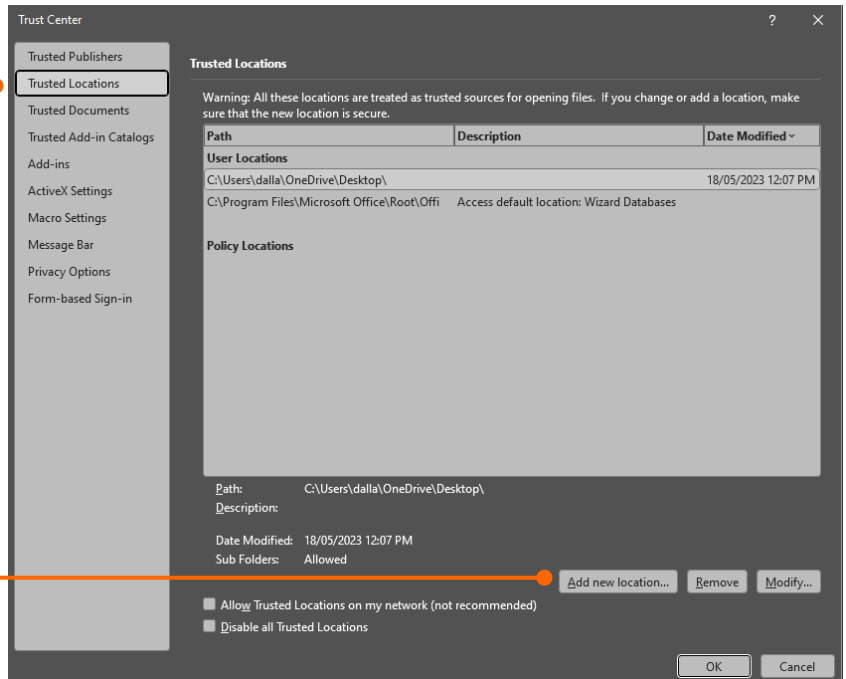 Trust Center
?
Trusted Publishers
Trusted Locations
Trusted Documents
Trusted Add-in Catalogs
Add-ins
ActiveX Settings
Macro Settings
Message Bar
Privacy Options
Form-based Sign-in
Trusted Locations
Warning: All these locations are treated as trusted sources for opening files. If you change or add a location, make
sure that the new location is secure.
Path Description Date Modified
User Locations
C:\Users\dalla\OneDrive\Desktop\ 18/05/2023 12:07 PM
C:\Program Files\Microsoft Office\Root\Offi Access default location: Wizard Databases
Policy Locations
Path: C:\Users\dalla\OneDrive\Desktop\
Description:
Date Modified: 18/05/2023 12:07 PM
Sub Folders: Allowed
Add new location... Remove Modify...
Allow Trusted Locations on my network (not recommended)
Disable all Trusted Locations
OK Cancel